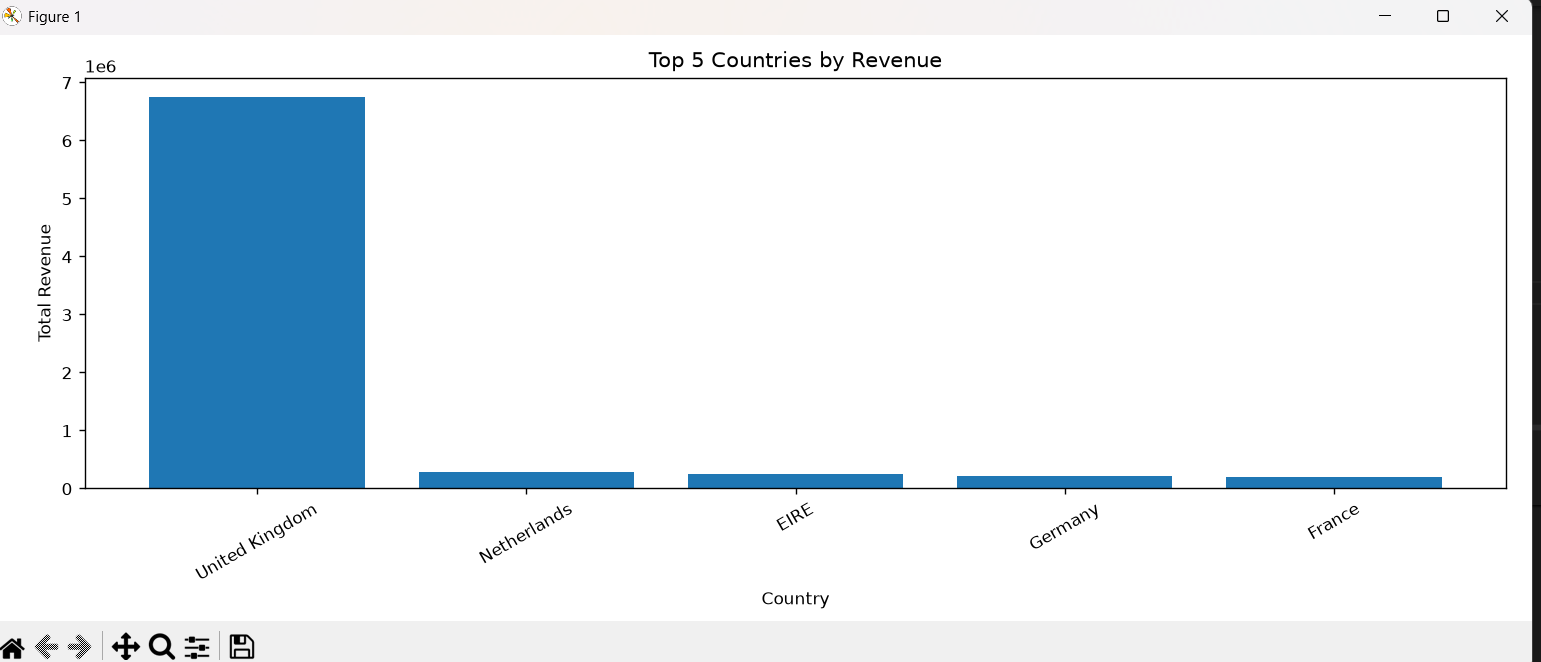 Figure 1
Top 5 Countries by Revenue
1e6
7
6
5
4
3
2
1
0
Total Revenue
United Kingdom
Netherlands
EIRE
Germany
France
Country